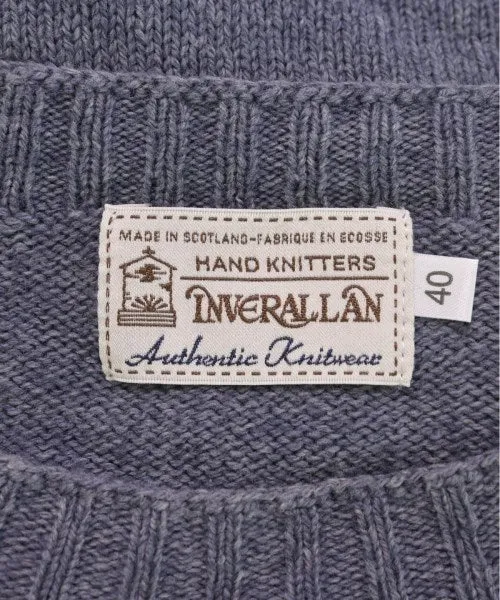 MADE IN SCOTLAND-FABRIQUE EN ECOSSE
HAND KNITTERS
INVERALLAN
Authentic Knitwear
40